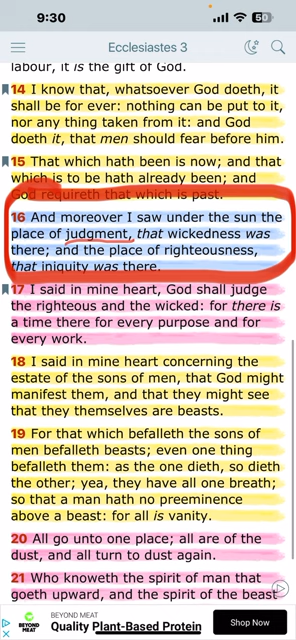 9:30
50
Ecclesiastes 3
labour, it is the gift of God.
14 I know that, whatsoever God doeth, it
shall be for ever: nothing can be put to it,
nor any thing taken from it: and God
doeth it, that men should fear before him.
15 That which hath been is now; and that
which is to be hath already been; and
God requireth that which is past.
16 And moreover I saw under the sun the
place of judgment, that wickedness was
there; and the place of righteousness,
that iniquity was there.
17 I said in mine heart, God shall judge
the righteous and the wicked: for there is
a time there for every purpose and for
every work.
18 I said in mine heart concerning the
estate of the sons of men, that God might
manifest them, and that they might see
that they themselves are beasts.
19 For that which befalleth the sons of
men befalleth beasts; even one thing
befalleth them: as the one dieth, so dieth
the other; yea, they have all one breath;
so that a man hath no preeminence
above a beast: for all is vanity.
20 All go unto one place; all are of the
dust, and all turn to dust again.
21 Who knoweth the spirit of man that
goeth upward, and the spirit of the beast
BEYOND MEAT
BEYOND MEAT
Quality Plant-Based Protein
Shop Now